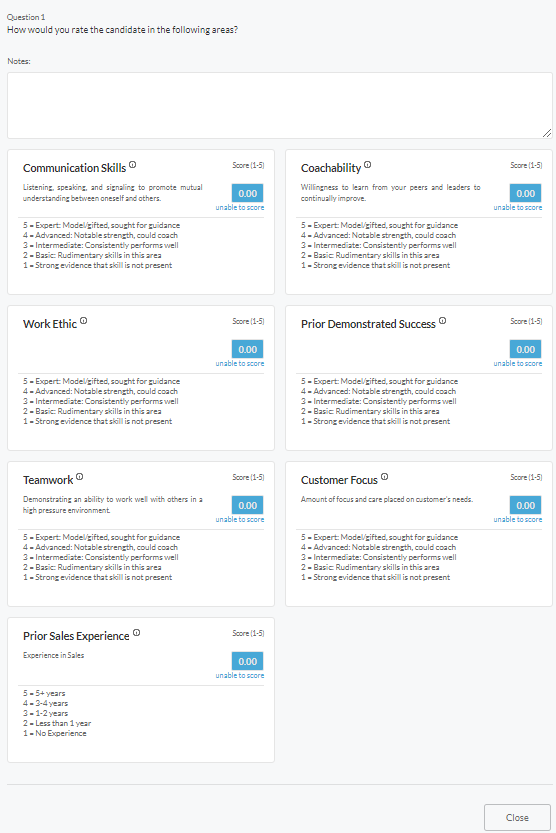 Question 1
How would you rate the candidate in the following areas?
Notes:
Communication Skills
Score (1-5)
Listening, speaking, and signaling to promote mutual
understanding between oneself and others.
0.00
unable to score
5 = Expert: Model/gifted, sought for guidance
4 = Advanced: Notable strength, could coach
3 = Intermediate: Consistently performs well
2 = Basic: Rudimentary skills in this area
1 = Strong evidence that skill is not present
Coachability
Score (1-5)
Willingness to learn from your peers and leaders to
continually improve.
0.00
unable to score
5 = Expert: Model/gifted, sought for guidance
4 = Advanced: Notable strength, could coach
3 = Intermediate: Consistently performs well
2 = Basic: Rudimentary skills in this area
1 = Strong evidence that skill is not present
Work Ethic
Score (1-5)
0.00
unable to score
5 = Expert: Model/gifted, sought for guidance
4 = Advanced: Notable strength, could coach
3 = Intermediate: Consistently performs well
2 = Basic: Rudimentary skills in this area
1 = Strong evidence that skill is not present
Prior Demonstrated Success
Score (1-5)
0.00
unable to score
5 = Expert: Model/gifted, sought for guidance
4 = Advanced: Notable strength, could coach
3 = Intermediate: Consistently performs well
2 = Basic: Rudimentary skills in this area
1 = Strong evidence that skill is not present
Teamwork
Score (1-5)
Demonstrating an ability to work well with others in a
high pressure environment.
0.00
unable to score
5 = Expert: Model/gifted, sought for guidance
4 = Advanced: Notable strength, could coach
3 = Intermediate: Consistently performs well
2 = Basic: Rudimentary skills in this area
1 = Strong evidence that skill is not present
Customer Focus
Score (1-5)
Amount of focus and care placed on customer's needs.
0.00
unable to score
5 = Expert: Model/gifted, sought for guidance
4 = Advanced: Notable strength, could coach
3 = Intermediate: Consistently performs well
2 = Basic: Rudimentary skills in this area
1 = Strong evidence that skill is not present
Prior Sales Experience
Score (1-5)
Experience in Sales
0.00
unable to score
5 = 5+ years
4 = 3-4 years
3 = 1-2 years
2 = Less than 1 year
1 = No Experience
Close